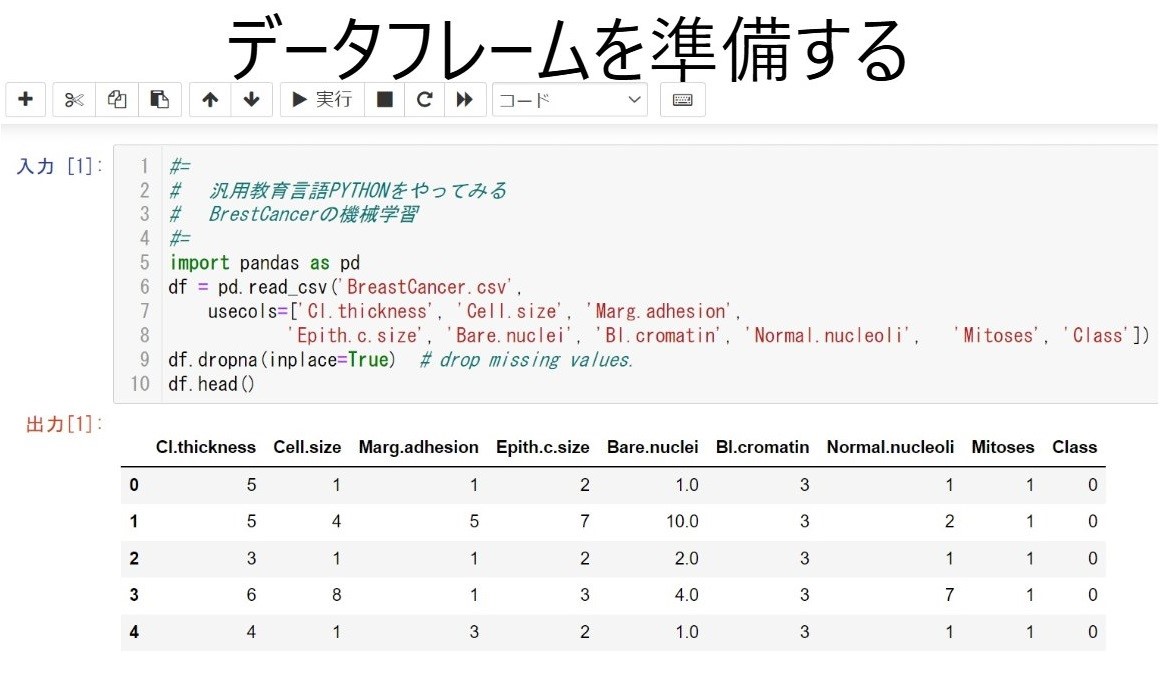 データフレームを準備する
実行 コード
入力 [1]:
1 #=
2 #   汎用教育言語PYTHONをやってみる
3 #   BrestCancerの機械学習
4 #=
5 import pandas as pd
6 df = pd.read_csv('BreastCancer.csv',
7     usecols=['Cl.thickness', 'Cell.size', 'Marg.adhesion',
8             'Epith.c.size', 'Bare.nuclei', 'Bl.cromatin', 'Normal.nucleoli',   'Mitoses', 'Class'])
9 df.dropna(inplace=True)  # drop missing values.
10 df.head()
出力[1]:
Cl.thickness Cell.size Marg.adhesion Epith.c.size Bare.nuclei Bl.cromatin Normal.nucleoli Mitoses Class
0 5 1 1 2 1.0 3 1 1 0
1 5 4 5 7 10.0 3 2 1 0
2 3 1 1 2 2.0 3 1 1 0
3 6 8 1 3 4.0 3 7 1 0
4 4 1 3 2 1.0 3 1 1 0